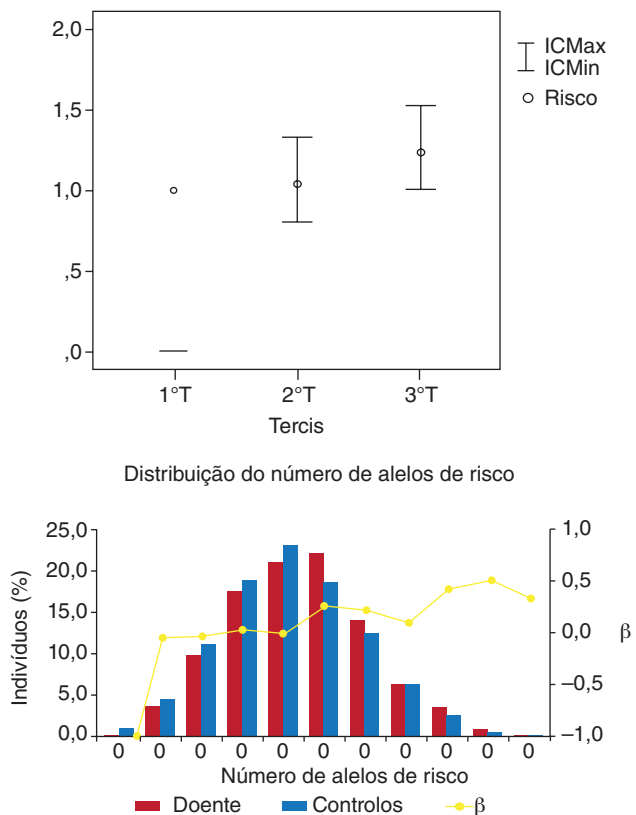 2,0
1,5
1,0
,5
,0
ICMax
ICMin
Risco
1°T 2°T 3°T
Tercis
Distribuição do número de alelos de risco
25,0
20,0
15,0
10,0
5,0
0,0
Indivíduos (%)
1,0
0,5
0,0
–0,5
–1,0
β
0 0 0 0 0 0 0 0 0 0 0
Número de alelos de risco
Doente Controlos β